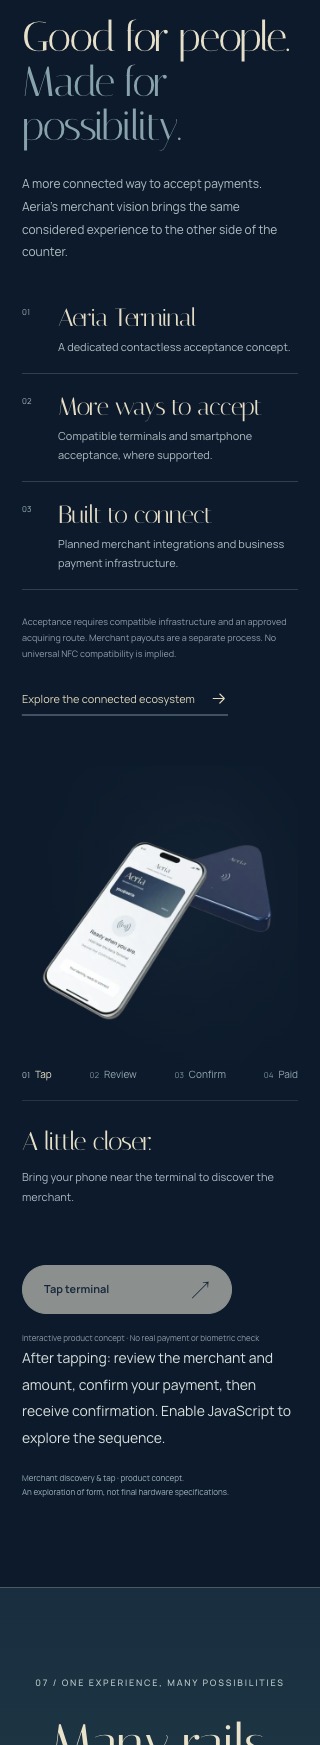 Good for people.
Made for
possibility.
A more connected way to accept payments.
Aeria's merchant vision brings the same
considered experience to the other side of the
counter.
01 Aeria Terminal
A dedicated contactless acceptance concept.
02 More ways to accept
Compatible terminals and smartphone
acceptance, where supported.
03 Built to connect
Planned merchant integrations and business
payment infrastructure.
Acceptance requires compatible infrastructure and an approved
acquiring route. Merchant payouts are a separate process. No
universal NFC compatibility is implied.
Explore the connected ecosystem →
Aeria
Aeria
Aeria
Ready when you are.
01 Tap 02 Review 03 Confirm 04 Paid
A little closer.
Bring your phone near the terminal to discover the
merchant.
Tap terminal
Interactive product concept · No real payment or biometric check
After tapping: review the merchant and
amount, confirm your payment, then
receive confirmation. Enable JavaScript to
explore the sequence.
Merchant discovery & tap · product concept.
An exploration of form, not final hardware specifications.
07 / ONE EXPERIENCE, MANY POSSIBILITIES
Many rails.